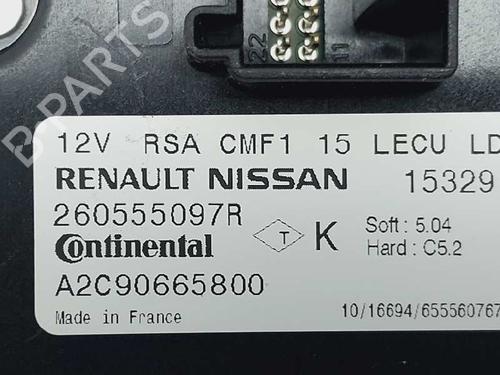 B-PARTS
22
11
12V RSA CMF1 15 LECU LD
RENAULT NISSAN 15329
260555097R
Continental T K Soft : 5.04
Hard : C5.2
A2C90665800
Made in France 10/16694/655560767